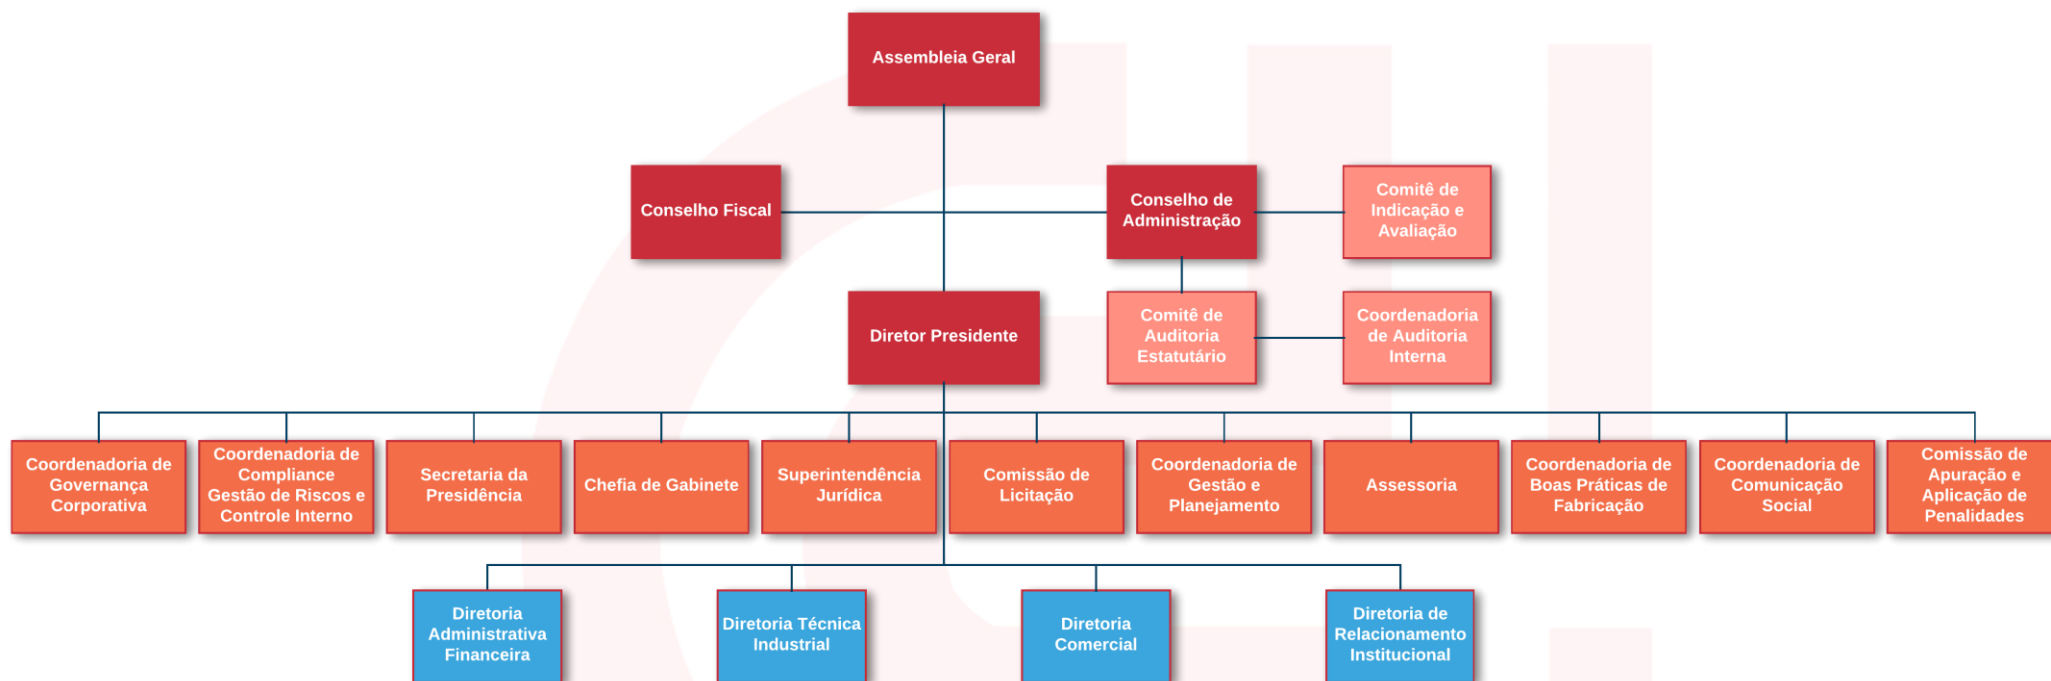 Assembleia Geral
Conselho Fiscal
Conselho de
Administração
Comitê de
Indicação e
Avaliação
Diretor Presidente
Comitê de
Auditoria
Estatutário
Coordenadoria
de Auditoria
Interna
Coordenadoria de
Governança
Corporativa
Coordenadoria de
Compliance
Gestão de Riscos e
Controle Interno
Secretaria da
Presidência
Chefia de Gabinete
Superintendência
Jurídica
Comissão de
Licitação
Coordenadoria de
Gestão e
Planejamento
Assessoria
Coordenadoria de
Boas Práticas de
Fabricação
Coordenadoria de
Comunicação
Social
Comissão de
Apuração e
Aplicação de
Penalidades
Diretoria
Administrativa
Financeira
Diretoria Técnica
Industrial
Diretoria
Comercial
Diretoria de
Relacionamento
Institucional